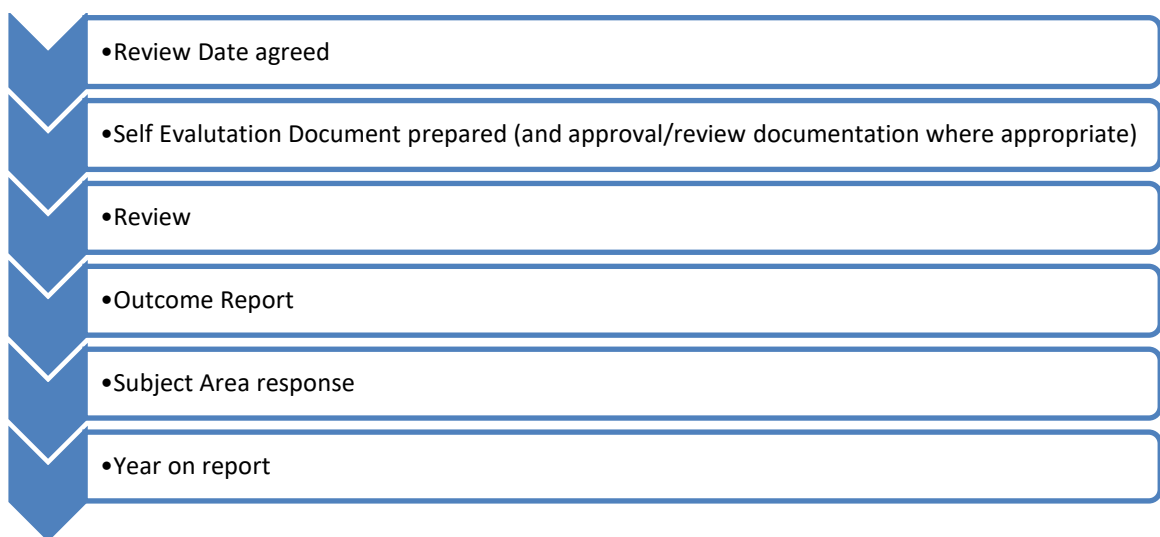 •Review Date agreed
•Self Evalutation Document prepared (and approval/review documentation where appropriate)
•Review
•Outcome Report
•Subject Area response
•Year on report